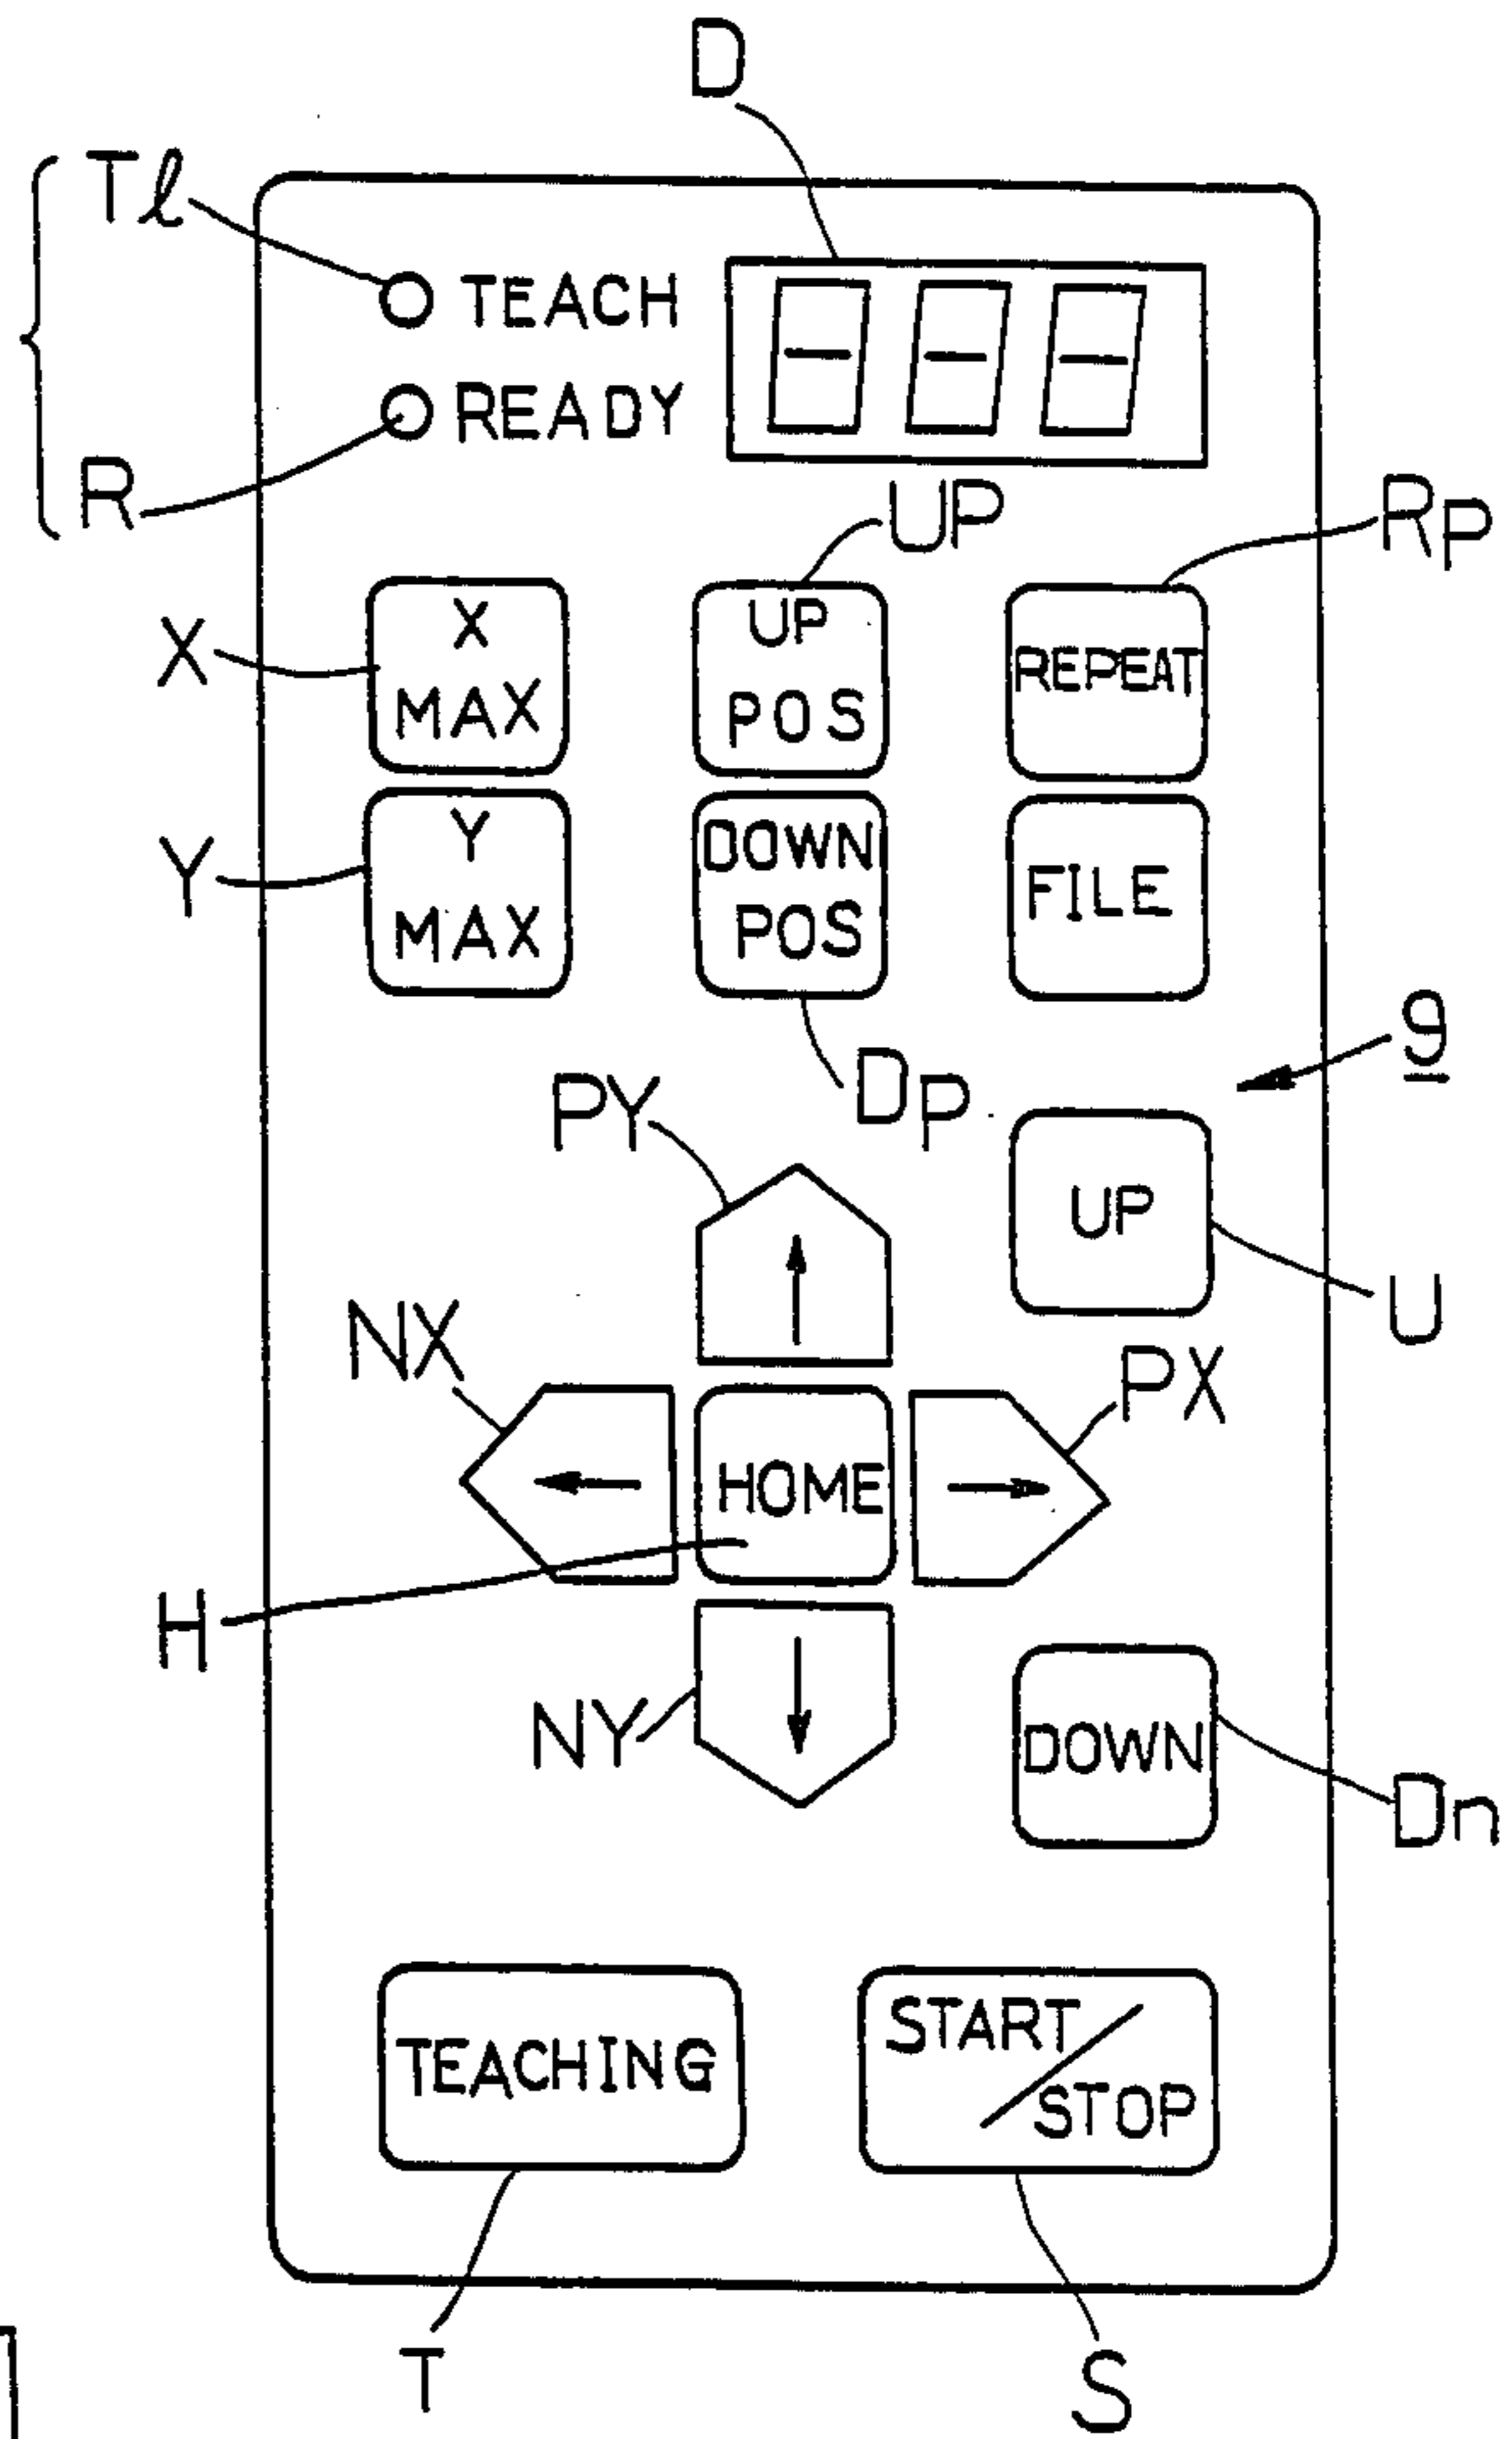 D
Tℓ
TEACH
READY
R
UP
RP
X
X
MAX
UP
POS
REPEAT
Y
Y
MAX
DOWN
POS
FILE
9
PY
DP
UP
U
NX
PX
HOME
H
NY
DOWN
Dn
TEACHING
START/
STOP
T
S